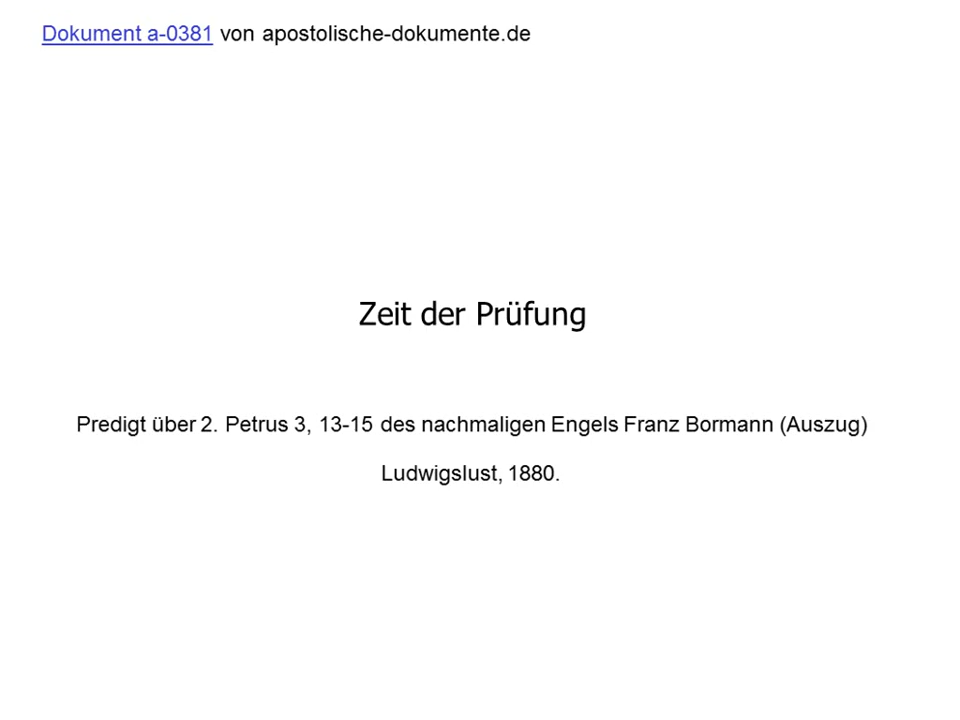 Dokument a-0381 von apostolische-dokumente.de
Zeit der Prüfung
Predigt über 2. Petrus 3, 13-15 des nachmaligen Engels Franz Bormann (Auszug)
Ludwigslust, 1880.